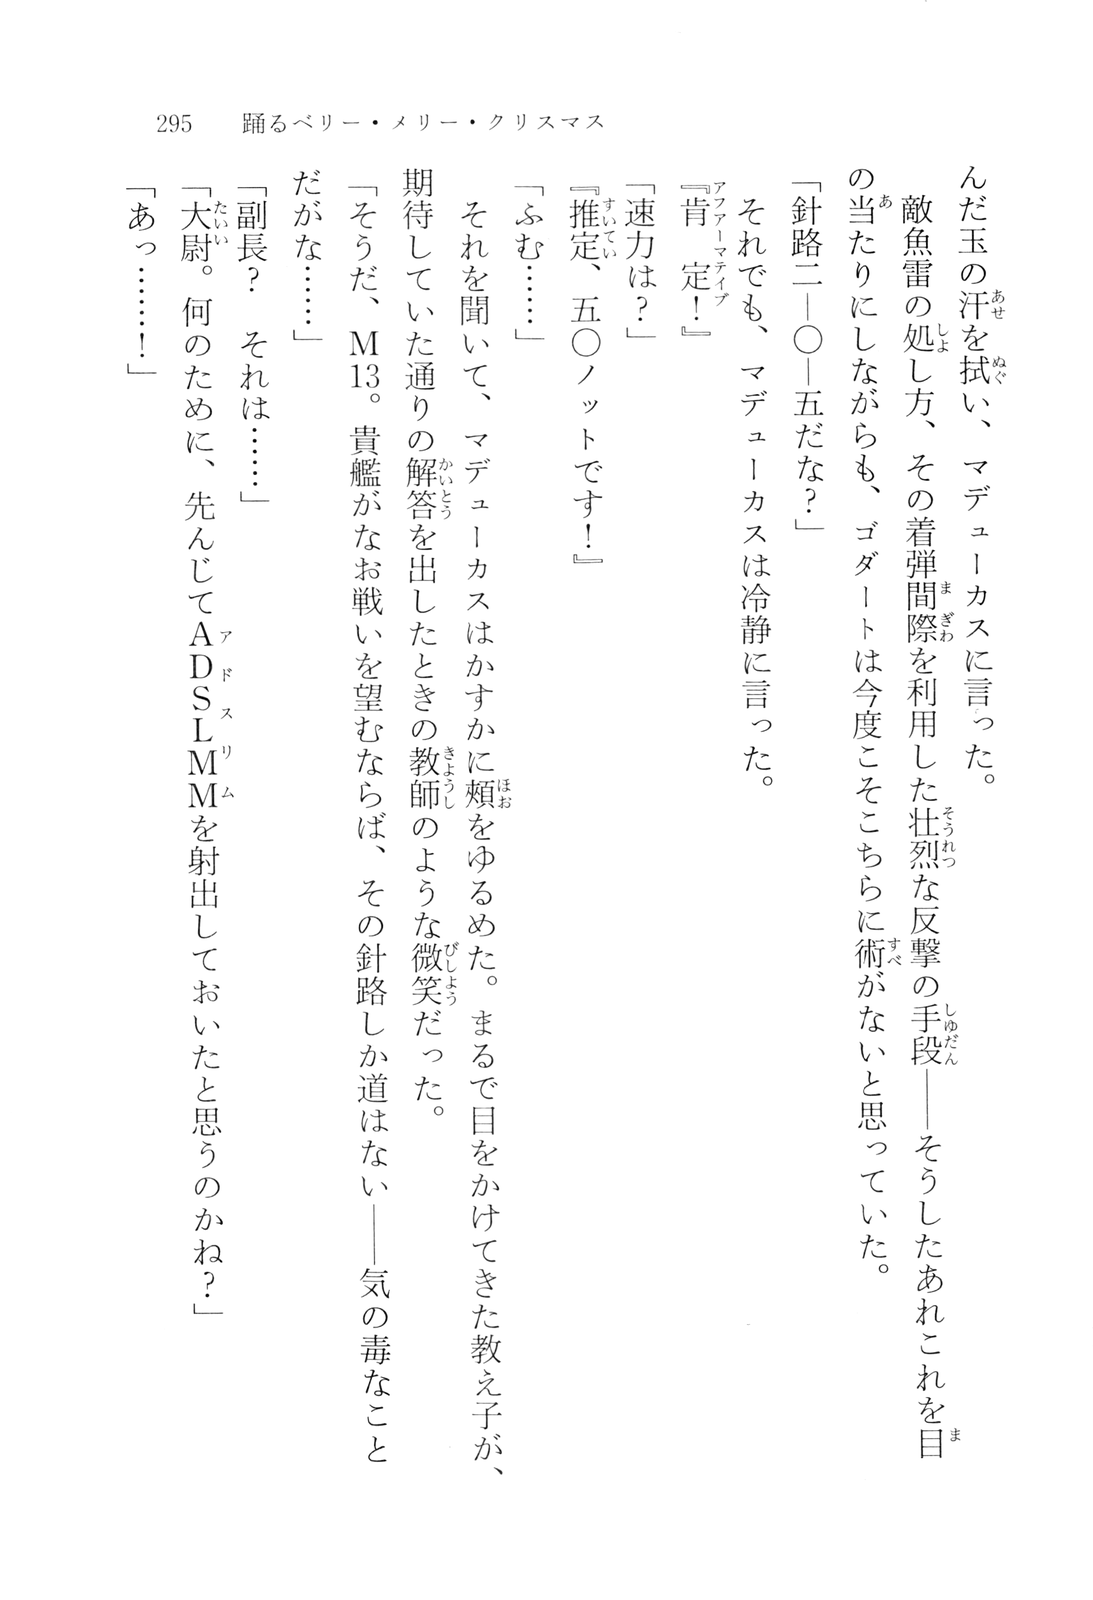 295 踊るベリー・メリー・クリスマス
んだ玉の汗を拭い、マデューカスに言った。
敵魚雷の処し方、その着弾間際を利用した壮烈な反撃の手段――そうしたあれこれを目
の当たりにしながらも、ゴダートは今度こそこちらに術がないと思っていた。
「針路二―〇―五だな？」
それでも、マデューカスは冷静に言った。
『肯定！』
「速力は？」
『推定、五〇ノットです！』
「ふむ……」
それを聞いて、マデューカスはかすかに頰をゆるめた。まるで目をかけてきた教え子が、
期待していた通りの解答を出したときの教師のような微笑だった。
「そうだ、M13。貴艦がなお戦いを望むならば、その針路しか道はない――気の毒なこと
だがな……」
「副長？　それは……」
「大尉。何のために、先んじてADSLMMを射出しておいたと思うのかね？」
「あっ………！」